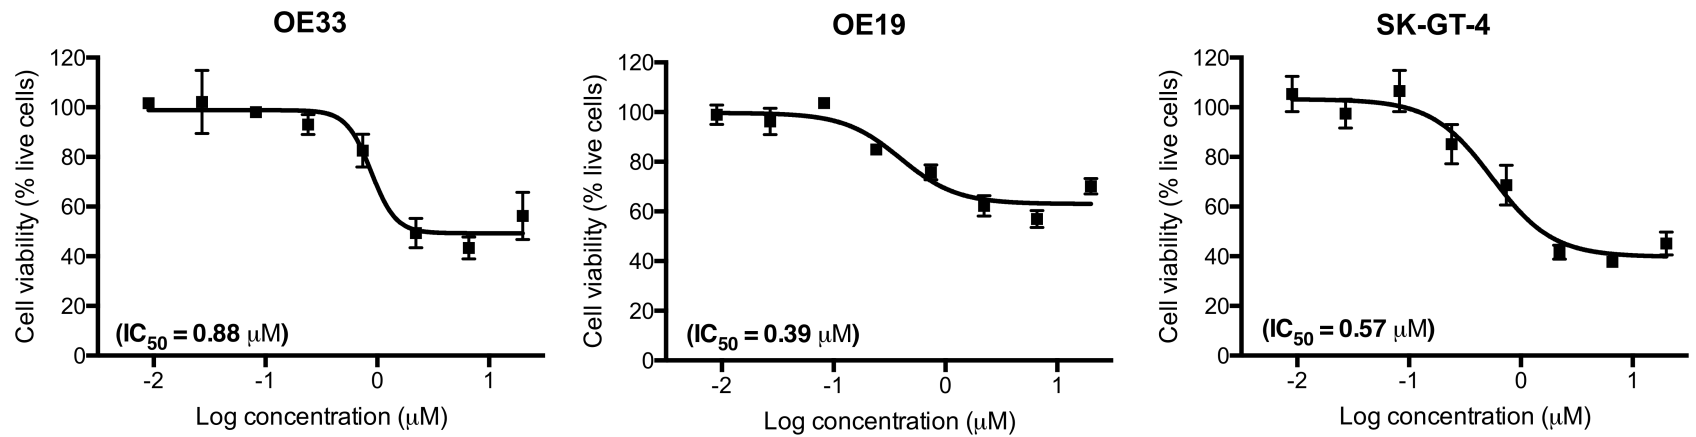 OE33
Cell viability (% live cells)
120
100
80
60
40
20
0
(IC50 = 0.88 μM)
-2 -1 0 1
Log concentration (μM)
OE19
Cell viability (% live cells)
120
100
80
60
40
20
0
(IC50 = 0.39 μM)
-2 -1 0 1
Log concentration (μM)
SK-GT-4
Cell viability (% live cells)
120
100
80
60
40
20
0
(IC50 = 0.57 μM)
-2 -1 0 1
Log concentration (μM)